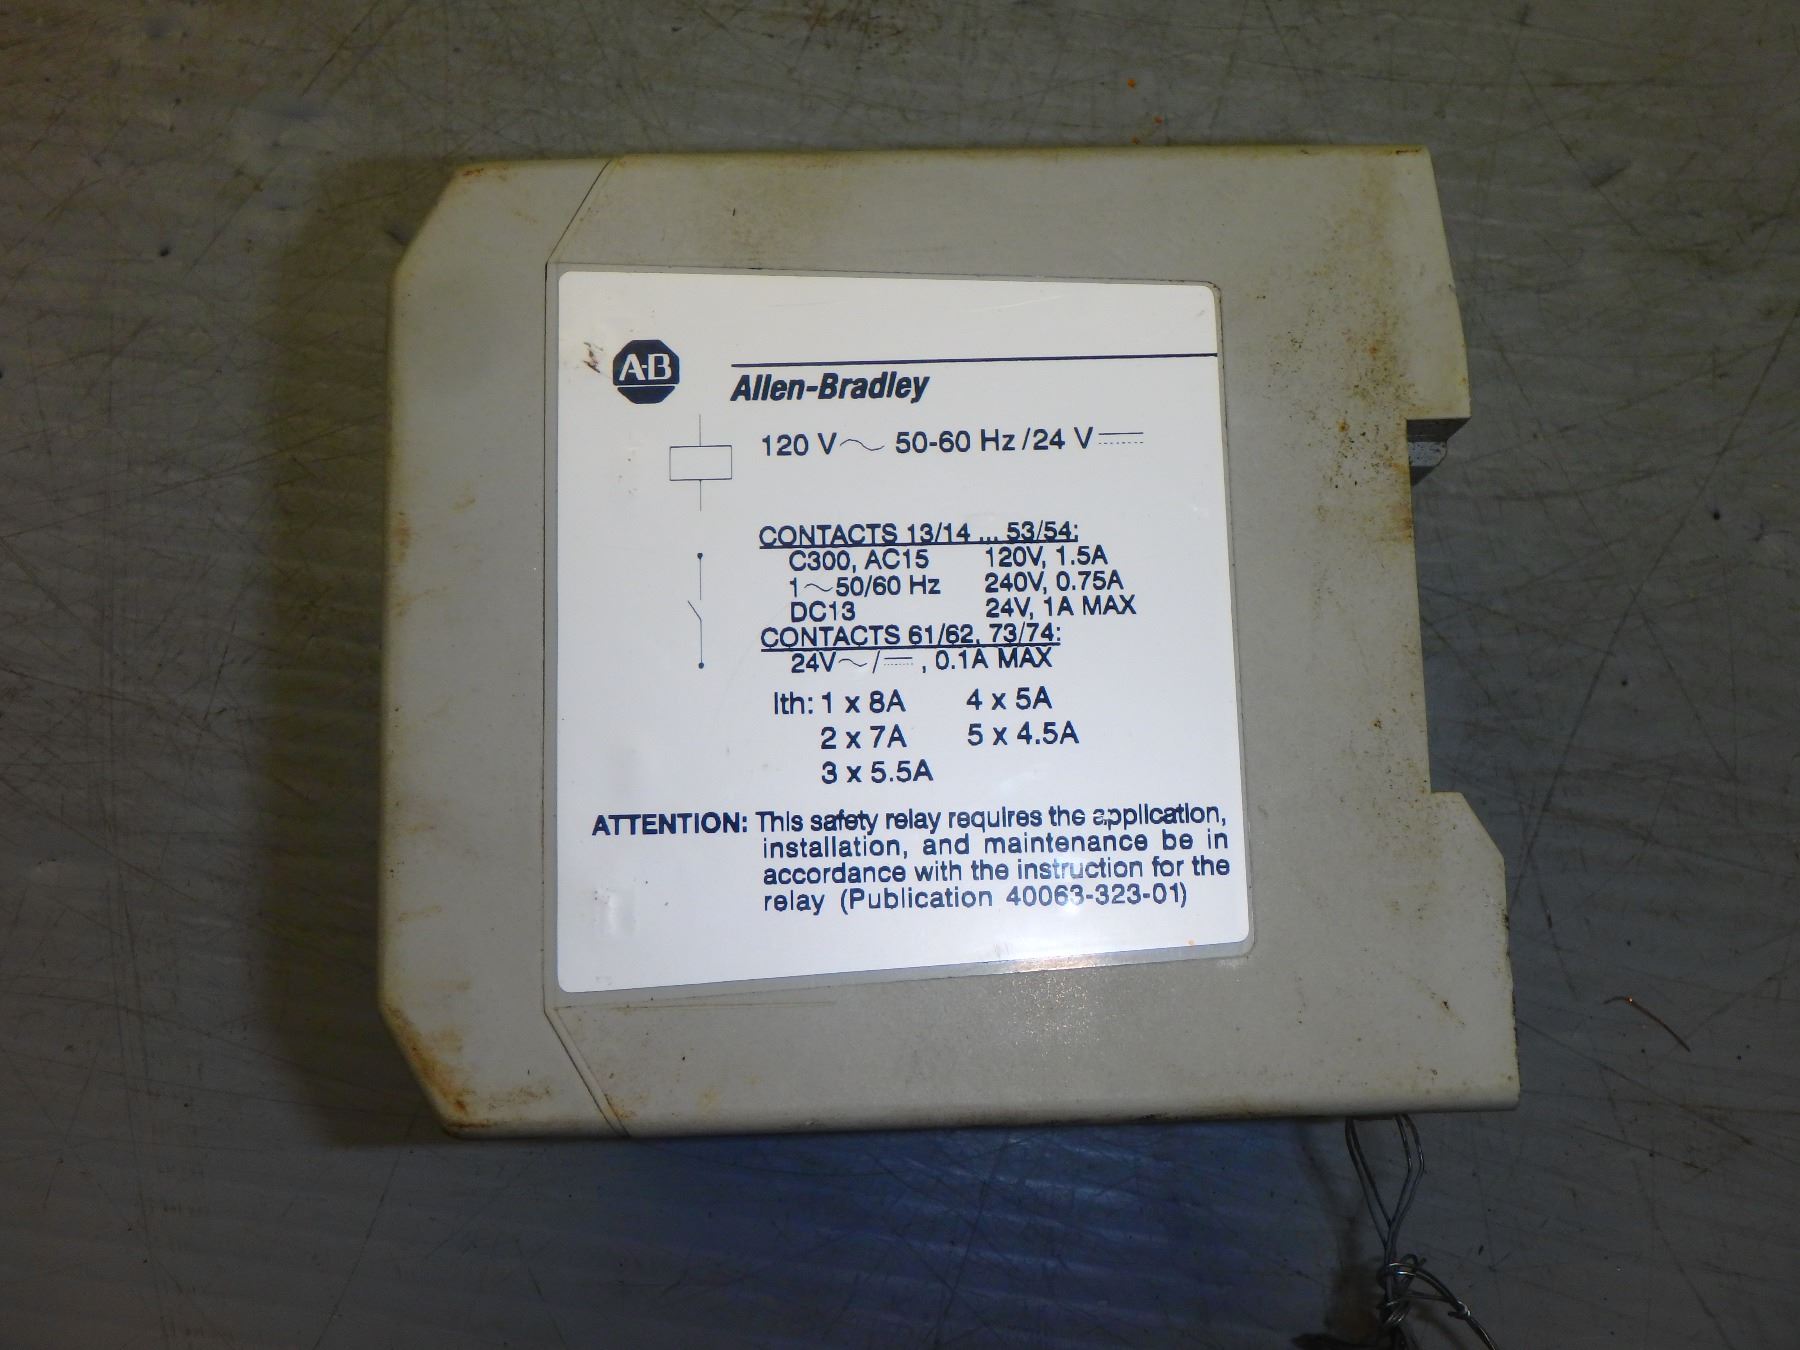 A-B
Allen-Bradley
120 V ~ 50-60 Hz /24 V ⎓
CONTACTS 13/14 ... 53/54:
C300, AC15 120V, 1.5A
1 ~ 50/60 Hz 240V, 0.75A
DC13 24V, 1A MAX
CONTACTS 61/62, 73/74:
24V ~ / ⎓ , 0.1A MAX
Ith: 1 x 8A 4 x 5A
2 x 7A 5 x 4.5A
3 x 5.5A
ATTENTION: This safety relay requires the application,
installation, and maintenance be in
accordance with the instruction for the
relay (Publication 40063-323-01)